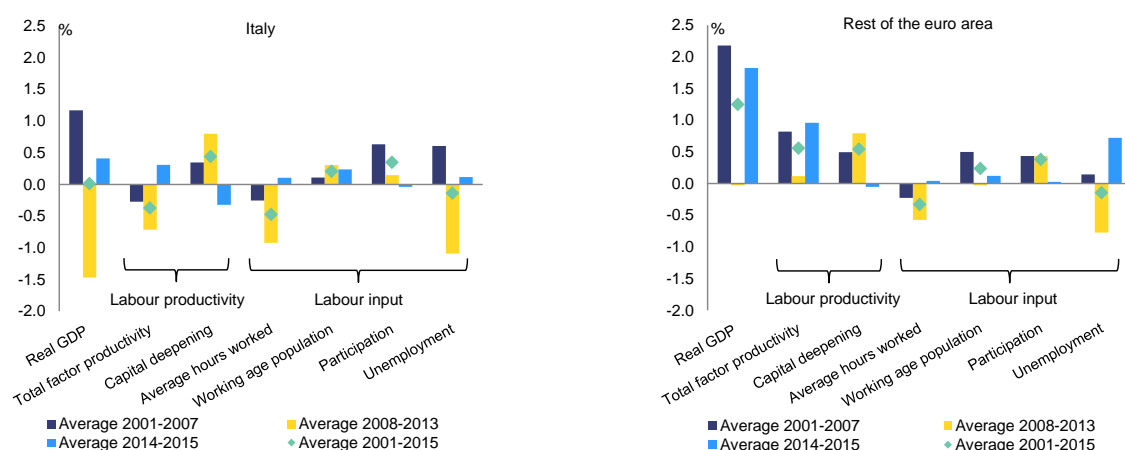 Italy
%
2.5
2.0
1.5
1.0
0.5
0.0
-0.5
-1.0
-1.5
-2.0
Labour productivity
Labour input
Real GDP
Total factor productivity
Capital deepening
Average hours worked
Working age population
Participation
Unemployment
Average 2001-2007
Average 2008-2013
Average 2014-2015
Average 2001-2015
Rest of the euro area
%
2.5
2.0
1.5
1.0
0.5
0.0
-0.5
-1.0
-1.5
-2.0
Labour productivity
Labour input
Real GDP
Total factor productivity
Capital deepening
Average hours worked
Working age population
Participation
Unemployment
Average 2001-2007
Average 2008-2013
Average 2014-2015
Average 2001-2015